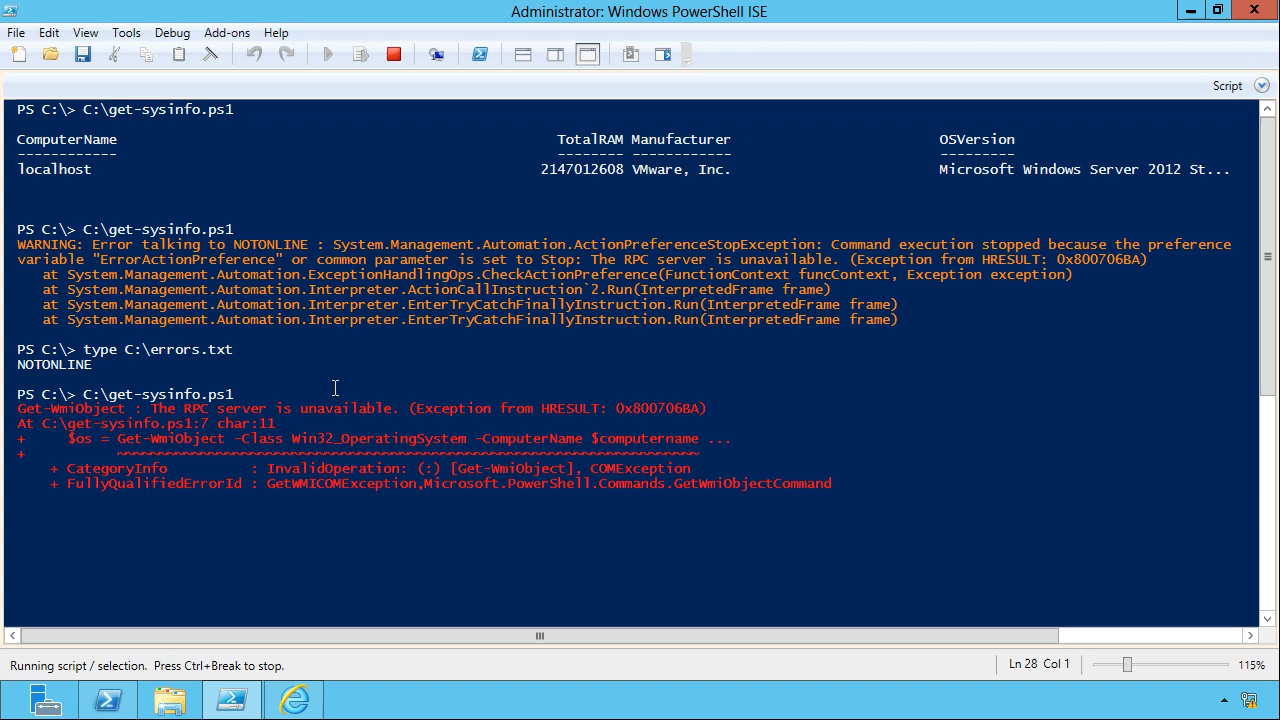 Administrator: Windows PowerShell ISE
File Edit View Tools Debug Add-ons Help
Script
PS C:\> C:\get-sysinfo.ps1
ComputerName TotalRAM Manufacturer OSVersion
------------ -------- ------------ ---------
localhost 2147012608 VMware, Inc. Microsoft Windows Server 2012 St...
PS C:\> C:\get-sysinfo.ps1
WARNING: Error talking to NOTONLINE : System.Management.Automation.ActionPreferenceStopException: Command execution stopped because the preference
variable "ErrorActionPreference" or common parameter is set to Stop: The RPC server is unavailable. (Exception from HRESULT: 0x800706BA)
at System.Management.Automation.ExceptionHandlingOps.CheckActionPreference(FunctionContext funcContext, Exception exception)
at System.Management.Automation.Interpreter.ActionCallInstruction`2.Run(InterpretedFrame frame)
at System.Management.Automation.Interpreter.EnterTryCatchFinallyInstruction.Run(InterpretedFrame frame)
at System.Management.Automation.Interpreter.EnterTryCatchFinallyInstruction.Run(InterpretedFrame frame)
PS C:\> type C:\errors.txt
NOTONLINE
PS C:\> C:\get-sysinfo.ps1
Get-WmiObject : The RPC server is unavailable. (Exception from HRESULT: 0x800706BA)
At C:\get-sysinfo.ps1:7 char:11
+ $os = Get-WmiObject -Class Win32_OperatingSystem -ComputerName $computername ...
+ ~~~~~~~~~~~~~~~~~~~~~~~~~~~~~~~~~~~~~~~~~~~~~~~~~~~~~~~~~~~~~~~~~~~~~~
+ CategoryInfo : InvalidOperation: (:) [Get-WmiObject], COMException
+ FullyQualifiedErrorId : GetWMICOMException,Microsoft.PowerShell.Commands.GetWmiObjectCommand
Running script / selection. Press Ctrl+Break to stop. Ln 28 Col 1 115%